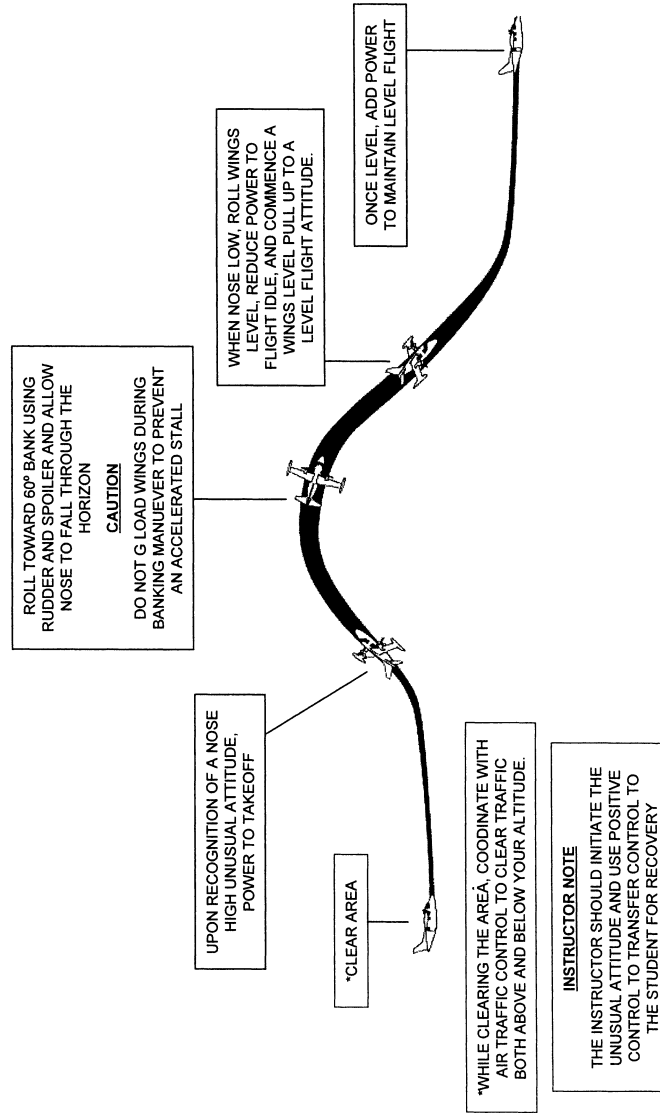 *CLEAR AREA
UPON RECOGNITION OF A NOSE
HIGH UNUSUAL ATTITUDE,
POWER TO TAKEOFF
ROLL TOWARD 60º BANK USING
RUDDER AND SPOILER AND ALLOW
NOSE TO FALL THROUGH THE
HORIZON
CAUTION
DO NOT G LOAD WINGS DURING
BANKING MANUEVER TO PREVENT
AN ACCELERATED STALL
WHEN NOSE LOW, ROLL WINGS
LEVEL, REDUCE POWER TO
FLIGHT IDLE, AND COMMENCE A
WINGS LEVEL PULL UP TO A
LEVEL FLIGHT ATTITUDE.
ONCE LEVEL, ADD POWER
TO MAINTAIN LEVEL FLIGHT
*WHILE CLEARING THE AREA, COODINATE WITH
AIR TRAFFIC CONTROL TO CLEAR TRAFFIC
BOTH ABOVE AND BELOW YOUR ALTITUDE.
INSTRUCTOR NOTE
THE INSTRUCTOR SHOULD INITIATE THE
UNUSUAL ATTITUDE AND USE POSITIVE
CONTROL TO TRANSFER CONTROL TO
THE STUDENT FOR RECOVERY